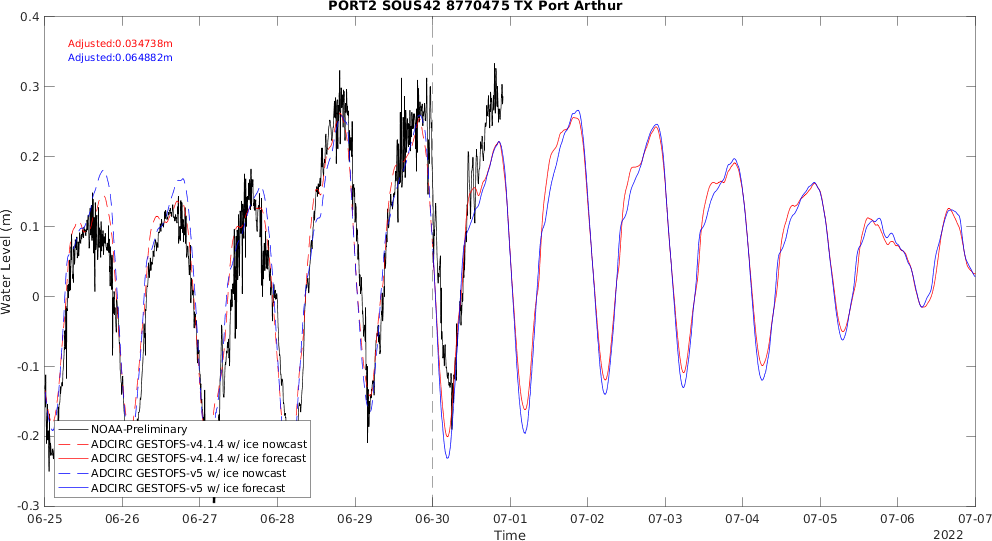 PORT2 SOUS42 8770475 TX Port Arthur
Adjusted:0.034738m
Adjusted:0.064882m
Water Level (m)
0.4
0.3
0.2
0.1
0
-0.1
-0.2
-0.3
NOAA-Preliminary
ADCIRC GESTOFS-v4.1.4 w/ ice nowcast
ADCIRC GESTOFS-v4.1.4 w/ ice forecast
ADCIRC GESTOFS-v5 w/ ice nowcast
ADCIRC GESTOFS-v5 w/ ice forecast
06-25 06-26 06-27 06-28 06-29 06-30 07-01 07-02 07-03 07-04 07-05 07-06 07-07
Time
2022